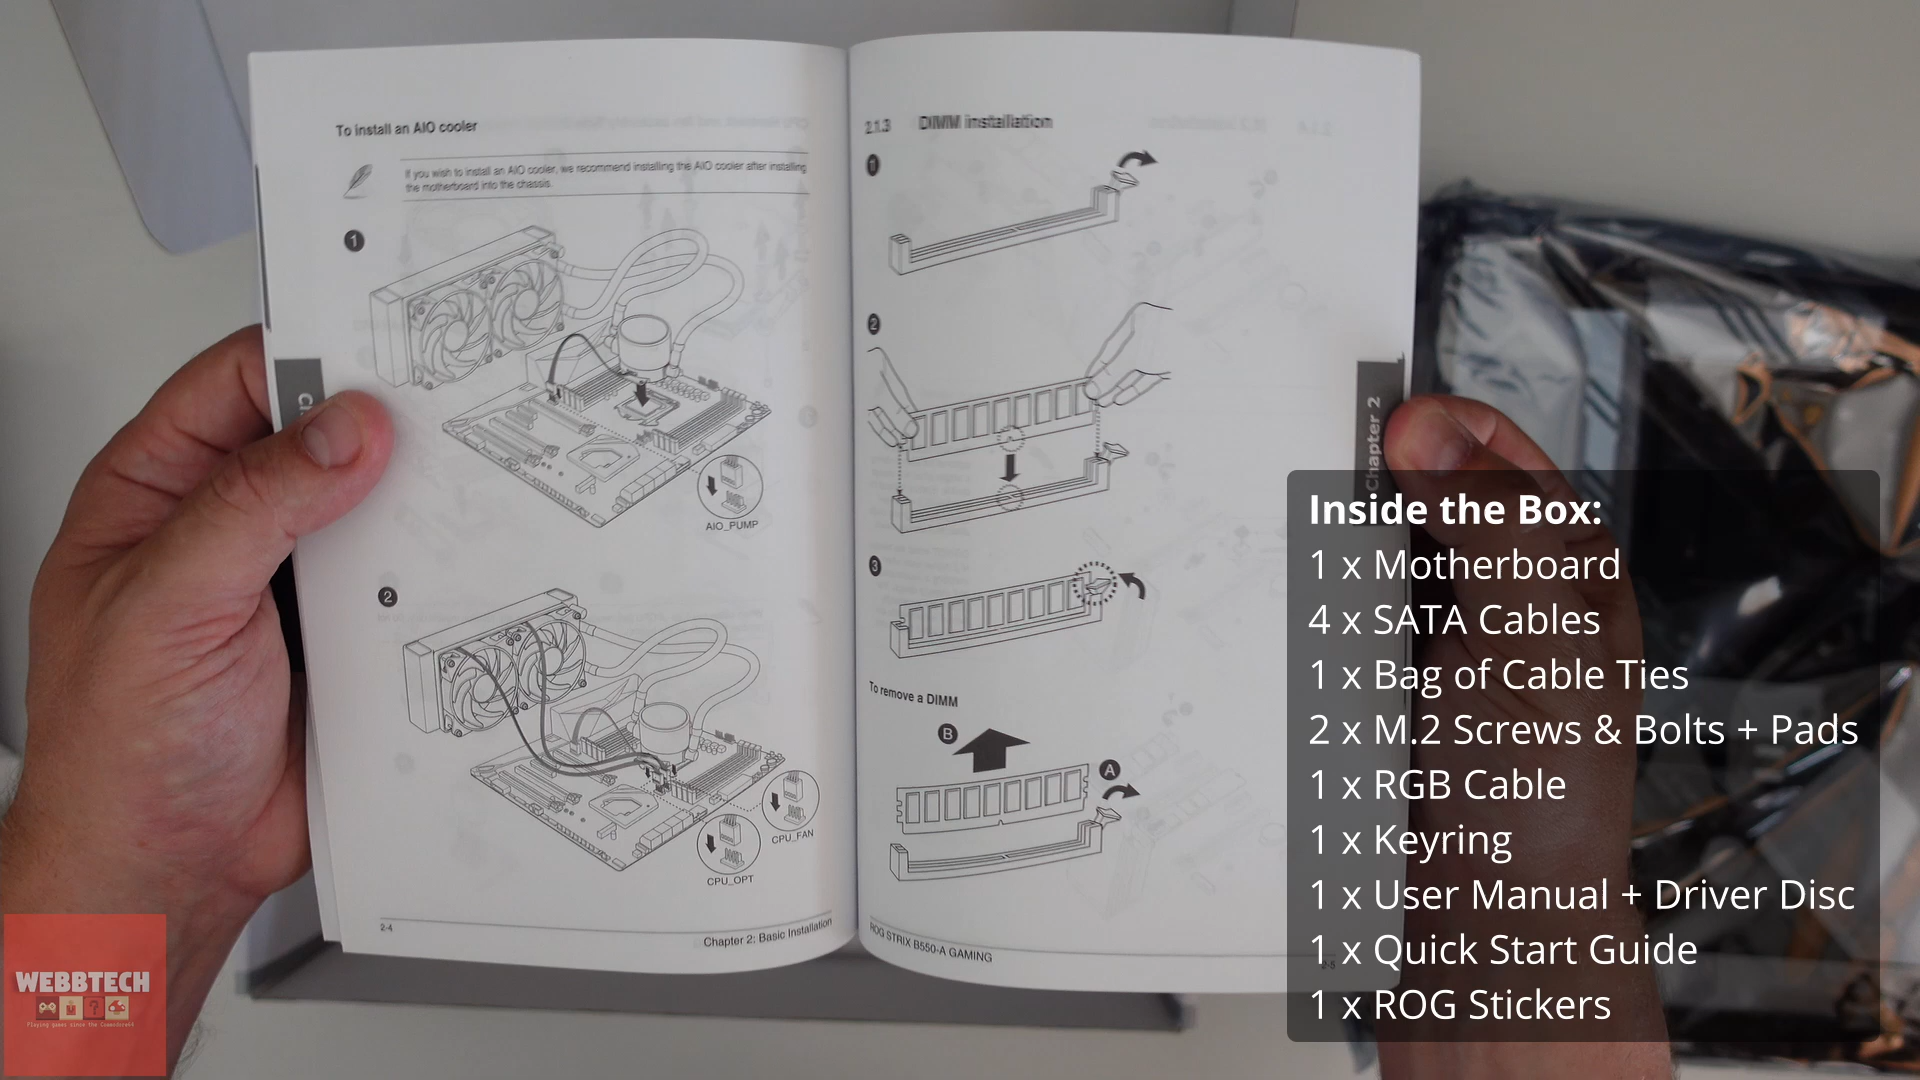 To install an AIO cooler
If you wish to install an AIO cooler, we recommend installing the AIO cooler after installing
the motherboard into the chassis.
1
AIO_PUMP
2
CPU_FAN
CPU_OPT
2-4
Chapter 2: Basic Installation
2.1.3 DIMM installation
1
2
3
To remove a DIMM
B
A
Chapter 2
ROG STRIX B550-A GAMING
2-5
Inside the Box:
1 x Motherboard
4 x SATA Cables
1 x Bag of Cable Ties
2 x M.2 Screws & Bolts + Pads
1 x RGB Cable
1 x Keyring
1 x User Manual + Driver Disc
1 x Quick Start Guide
1 x ROG Stickers
WEBBTECH